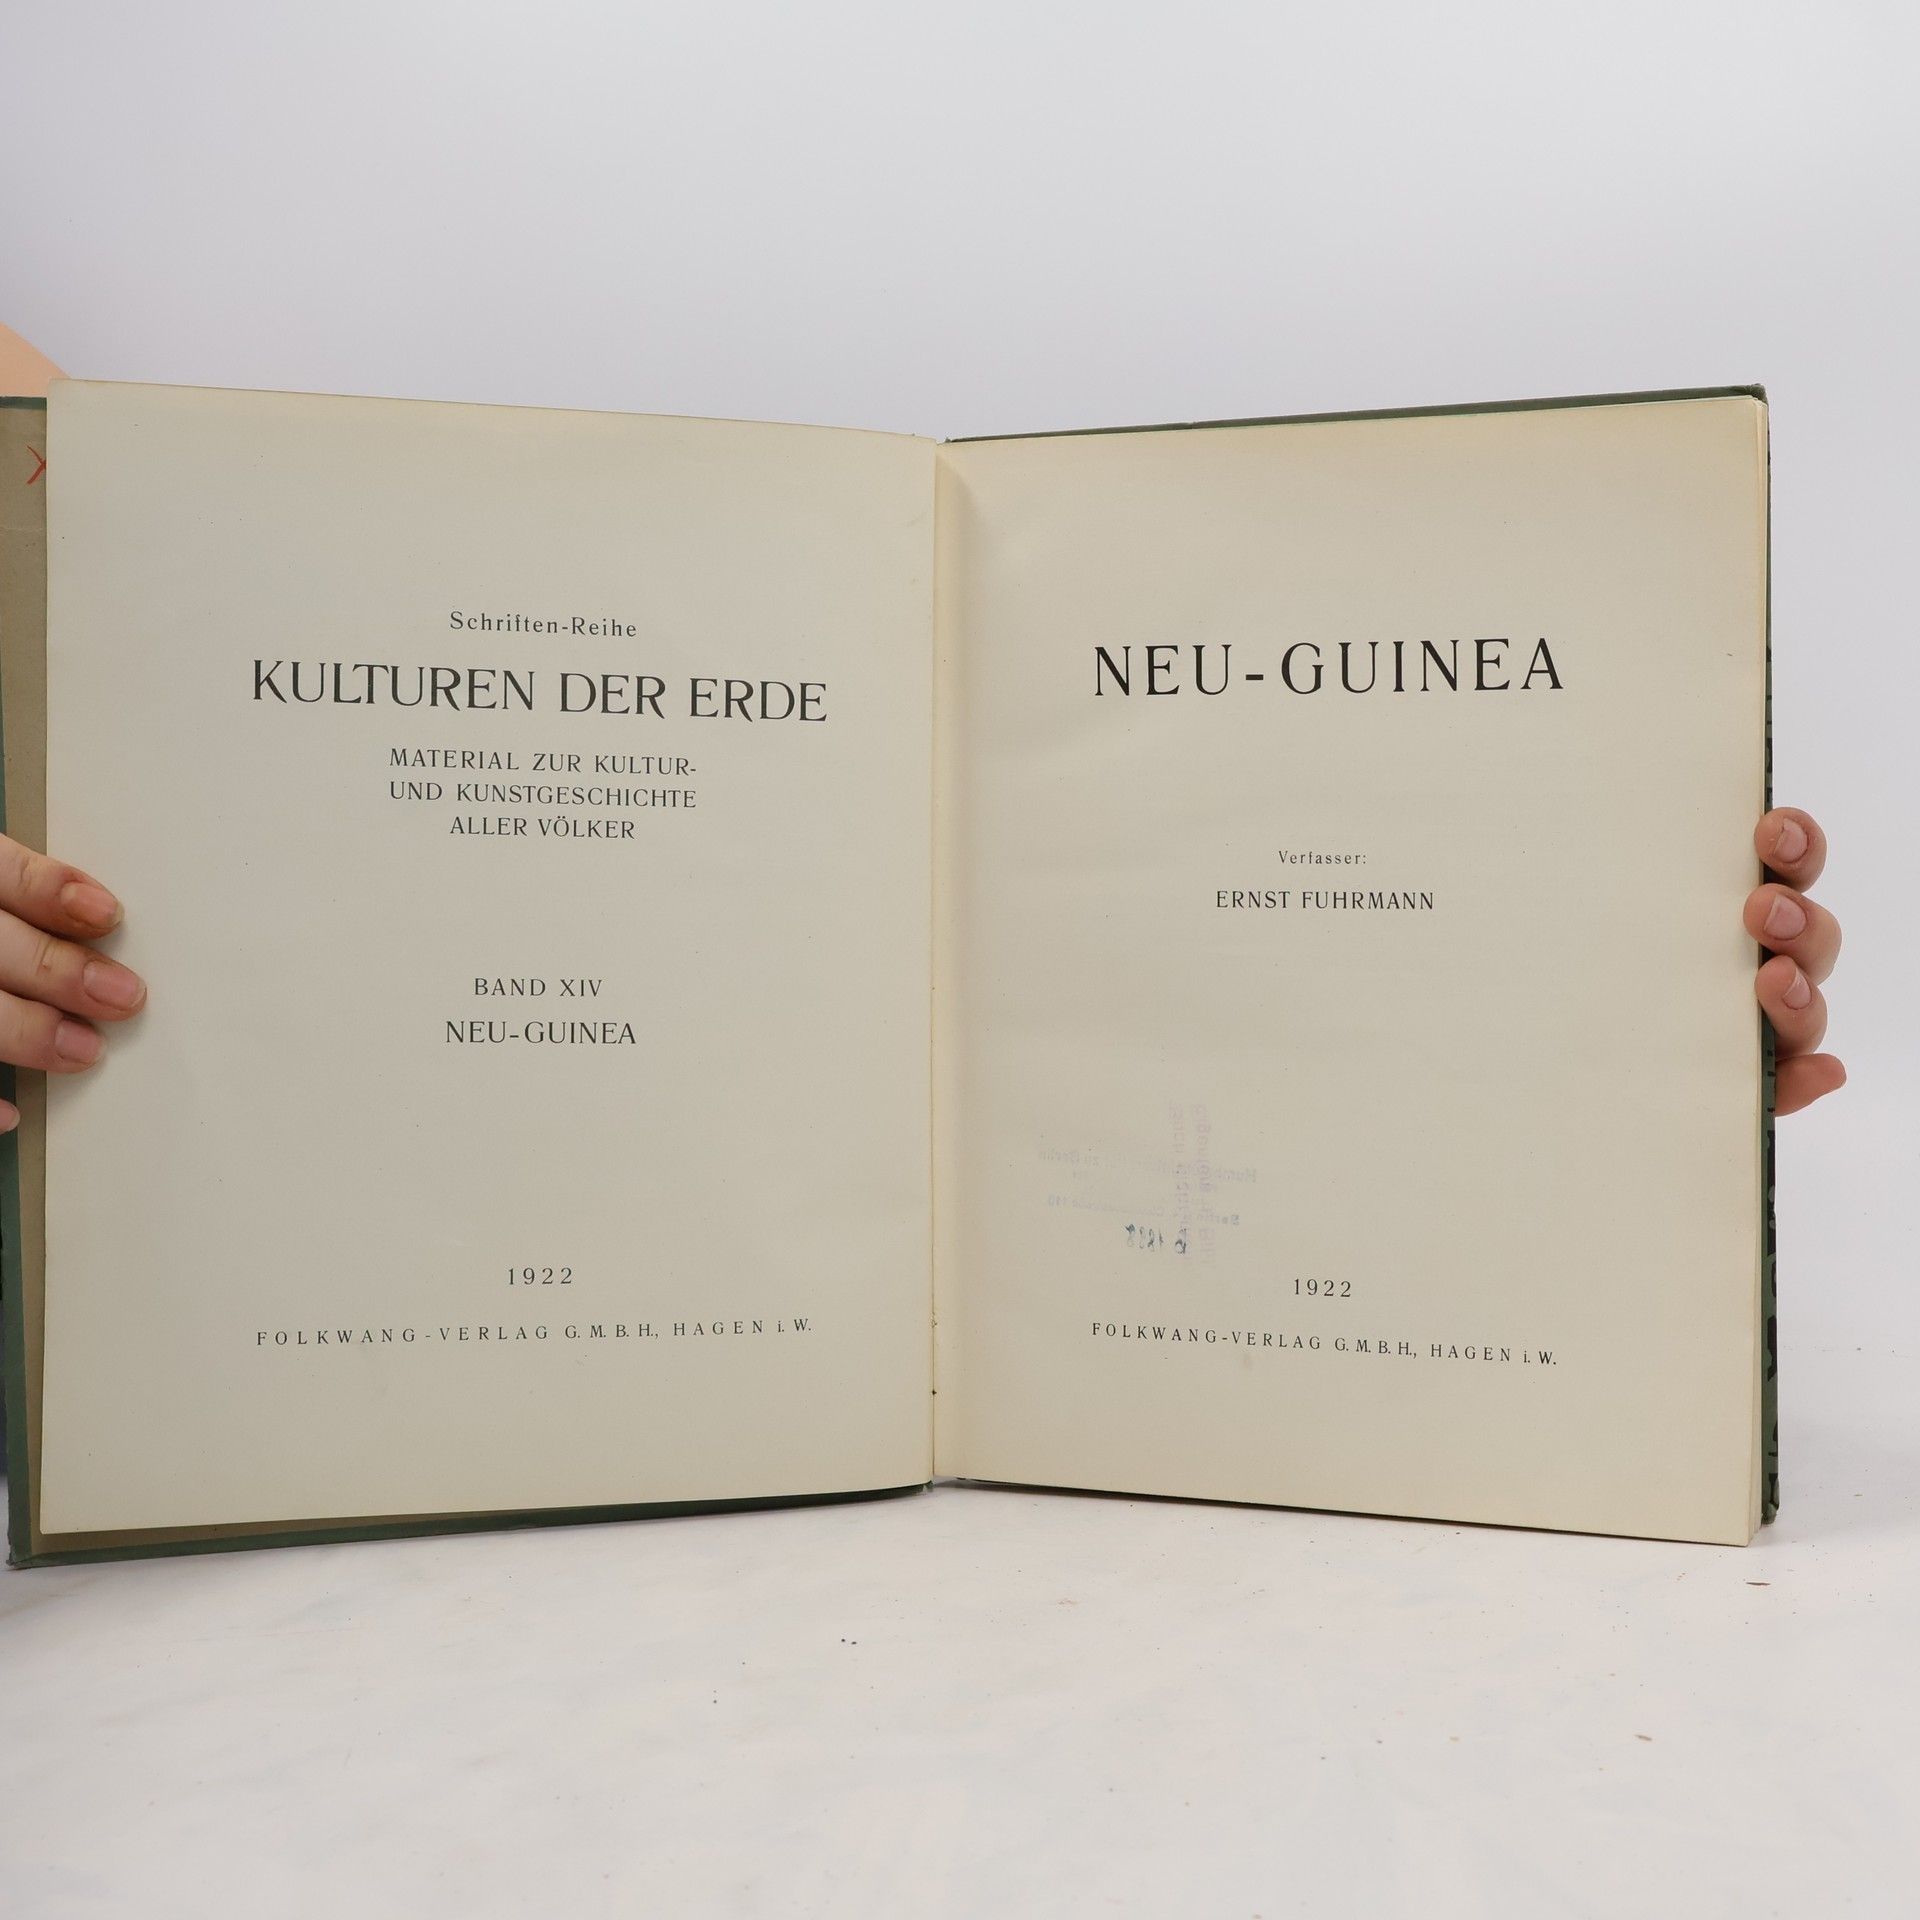 Schriften-Reihe
KULTUREN DER ERDE
MATERIAL ZUR KULTUR-
UND KUNSTGESCHICHTE
ALLER VÖLKER
BAND XIV
NEU-GUINEA
1922
FOLKWANG-VERLAG G. M. B. H., HAGEN i. W.
NEU-GUINEA
Verfasser:
ERNST FUHRMANN
1922
FOLKWANG-VERLAG G. M. B. H., HAGEN i. W.